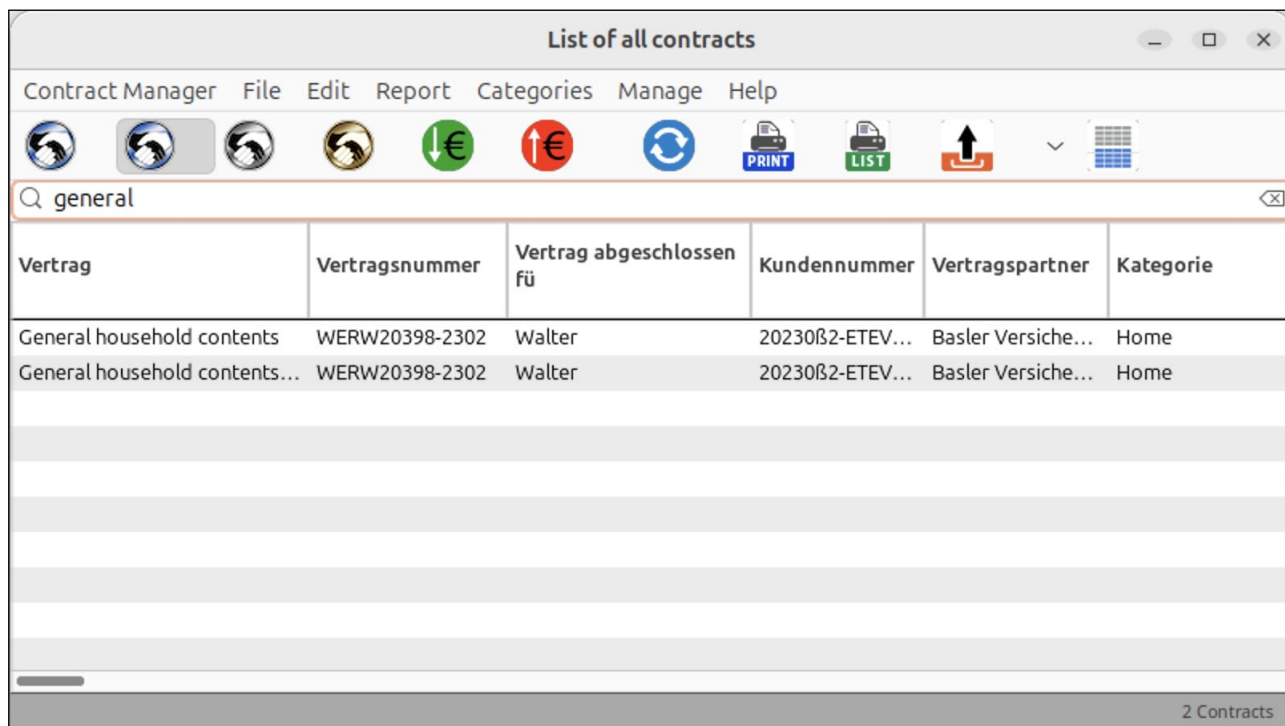 List of all contracts
Contract Manager File Edit Report Categories Manage Help
€ € PRINT LIST
general
Vertrag Vertragsnummer Vertrag abgeschlossen fü Kundennummer Vertragspartner Kategorie
General household contents WERW20398-2302 Walter 20230ß2-ETEV... Basler Versiche... Home
General household contents... WERW20398-2302 Walter 20230ß2-ETEV... Basler Versiche... Home
2 Contracts